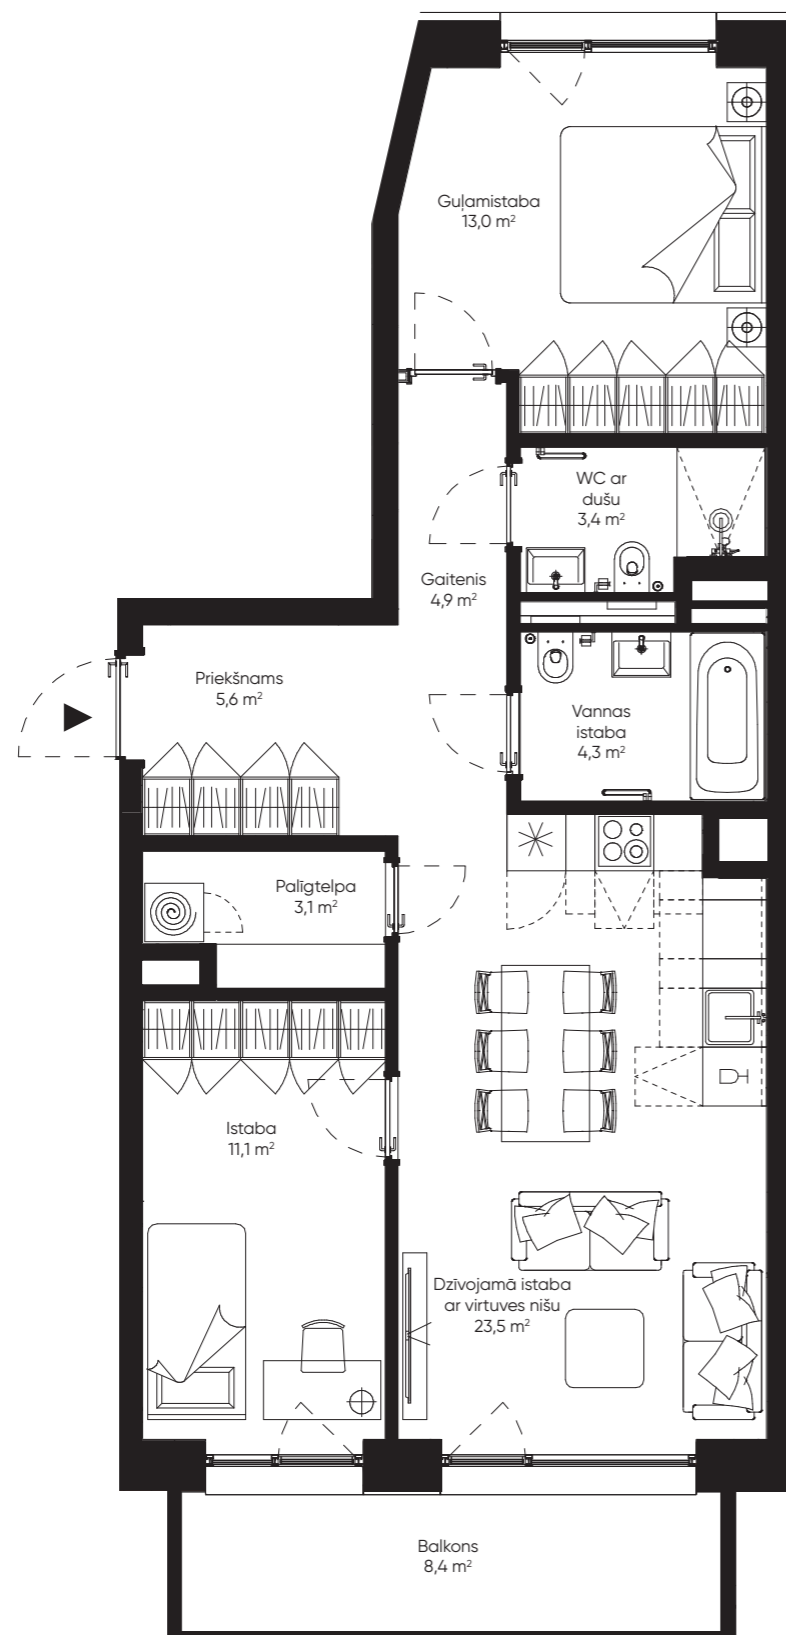 Guļamistaba
13,0 m²
WC ar
dušu
3,4 m²
Gaitenis
4,9 m²
Priekšnams
5,6 m²
Vannas
istaba
4,3 m²
Palīgtelpa
3,1 m²
Istaba
11,1 m²
Dzīvojamā istaba
ar virtuves nišu
23,5 m²
Balkons
8,4 m²